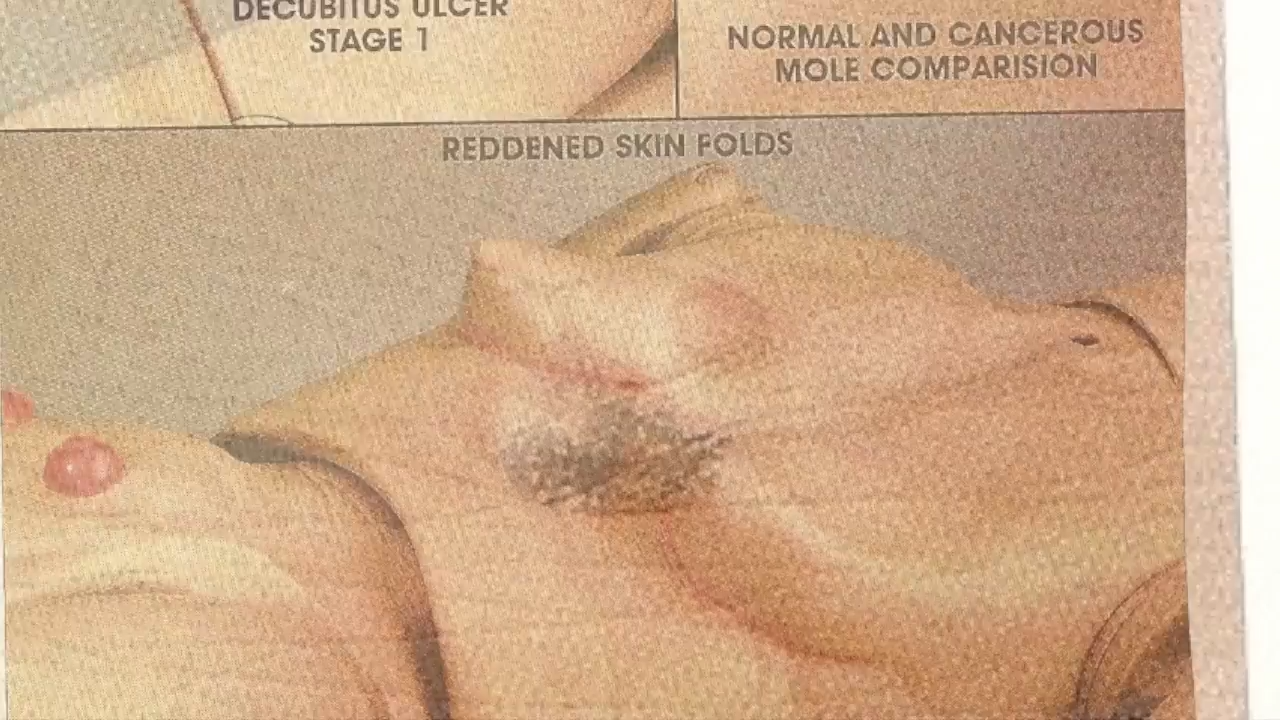 DECUBITUS ULCER
STAGE 1
NORMAL AND CANCEROUS
MOLE COMPARISION
REDDENED SKIN FOLDS